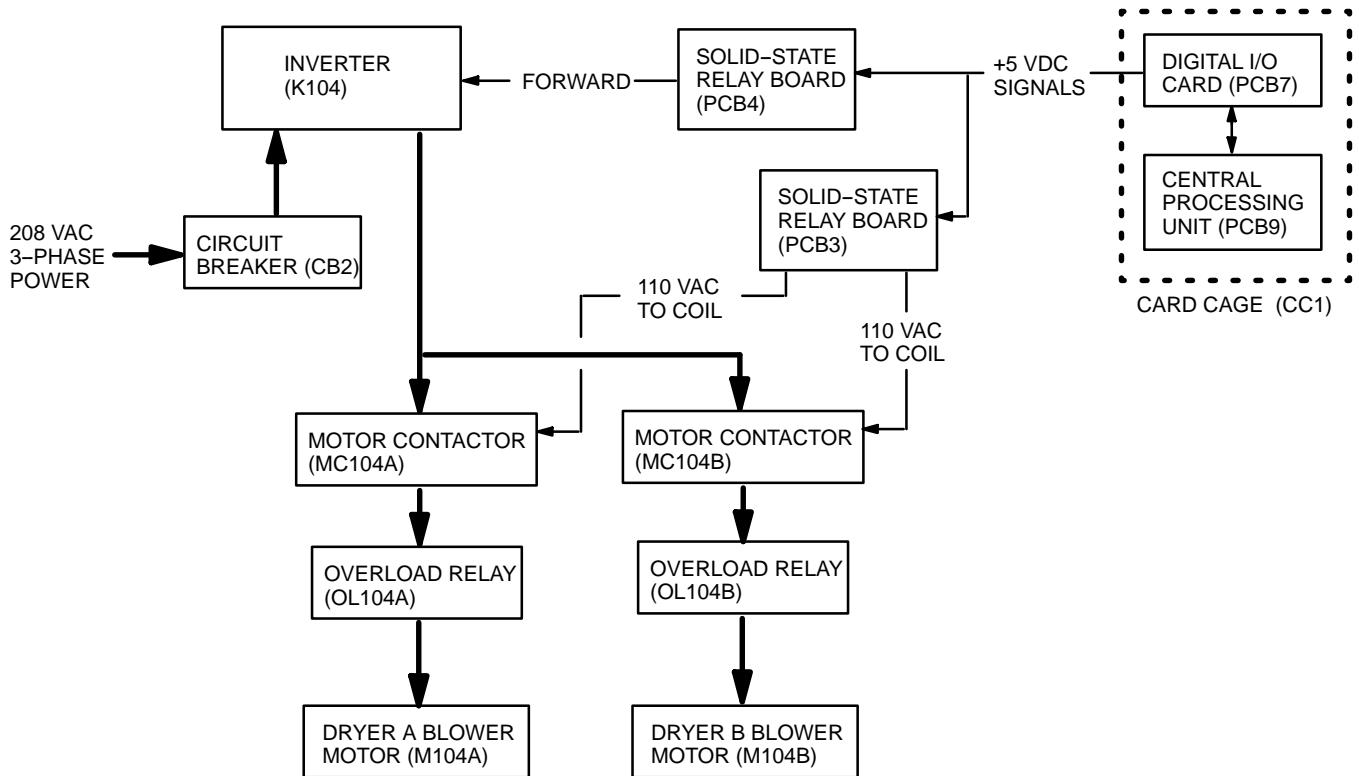 INVERTER
(K104)
FORWARD
SOLID–STATE
RELAY BOARD
(PCB4)
+5 VDC
SIGNALS
DIGITAL I/O
CARD (PCB7)
CENTRAL
PROCESSING
UNIT (PCB9)
CARD CAGE (CC1)
SOLID–STATE
RELAY BOARD
(PCB3)
208 VAC
3–PHASE
POWER
CIRCUIT
BREAKER (CB2)
110 VAC
TO COIL
110 VAC
TO COIL
MOTOR CONTACTOR
(MC104A)
MOTOR CONTACTOR
(MC104B)
OVERLOAD RELAY
(OL104A)
OVERLOAD RELAY
(OL104B)
DRYER A BLOWER
MOTOR (M104A)
DRYER B BLOWER
MOTOR (M104B)